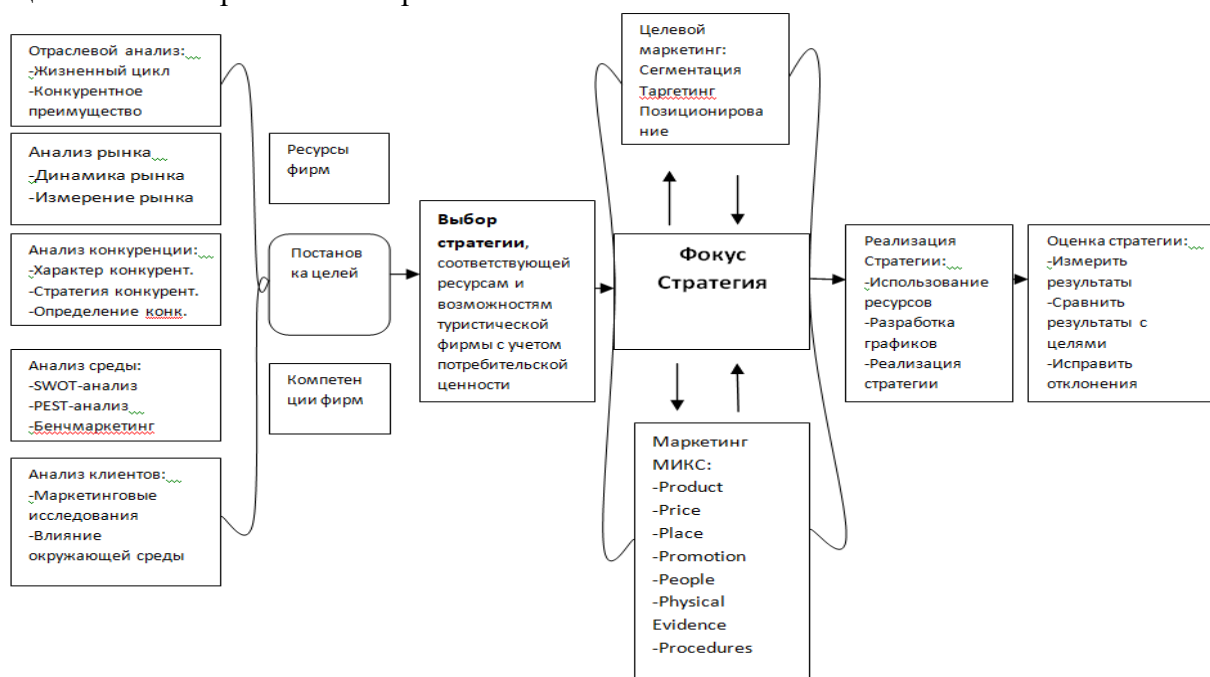 Отраслевой анализ:
-Жизненный цикл
-Конкурентное
преимущество
Анализ рынка
-Динамика рынка
-Измерение рынка
Анализ конкуренции:
-Характер конкурент.
-Стратегия конкурент.
-Определение конк.
Анализ среды:
-SWOT-анализ
-PEST-анализ
-Бенчмаркетинг
Анализ клиентов:
-Маркетинговые
исследования
-Влияние
окружающей среды
Ресурсы
фирм
Постанов
ка целей
Компетен
ции фирм
Выбор
стратегии,
соответствующей
ресурсам и
возможностям
туристической
фирмы с учетом
потребительской
ценности
Целевой
маркетинг:
Сегментация
Таргетинг
Позиционирова
ние
Фокус
Стратегия
Маркетинг
МИКС:
-Product
-Price
-Place
-Promotion
-People
-Physical
Evidence
-Procedures
Реализация
Стратегии:
-Использование
ресурсов
-Разработка
графиков
-Реализация
стратегии
Оценка стратегии:
-Измерить
результаты
-Сравнить
результаты с
целями
-Исправить
отклонения